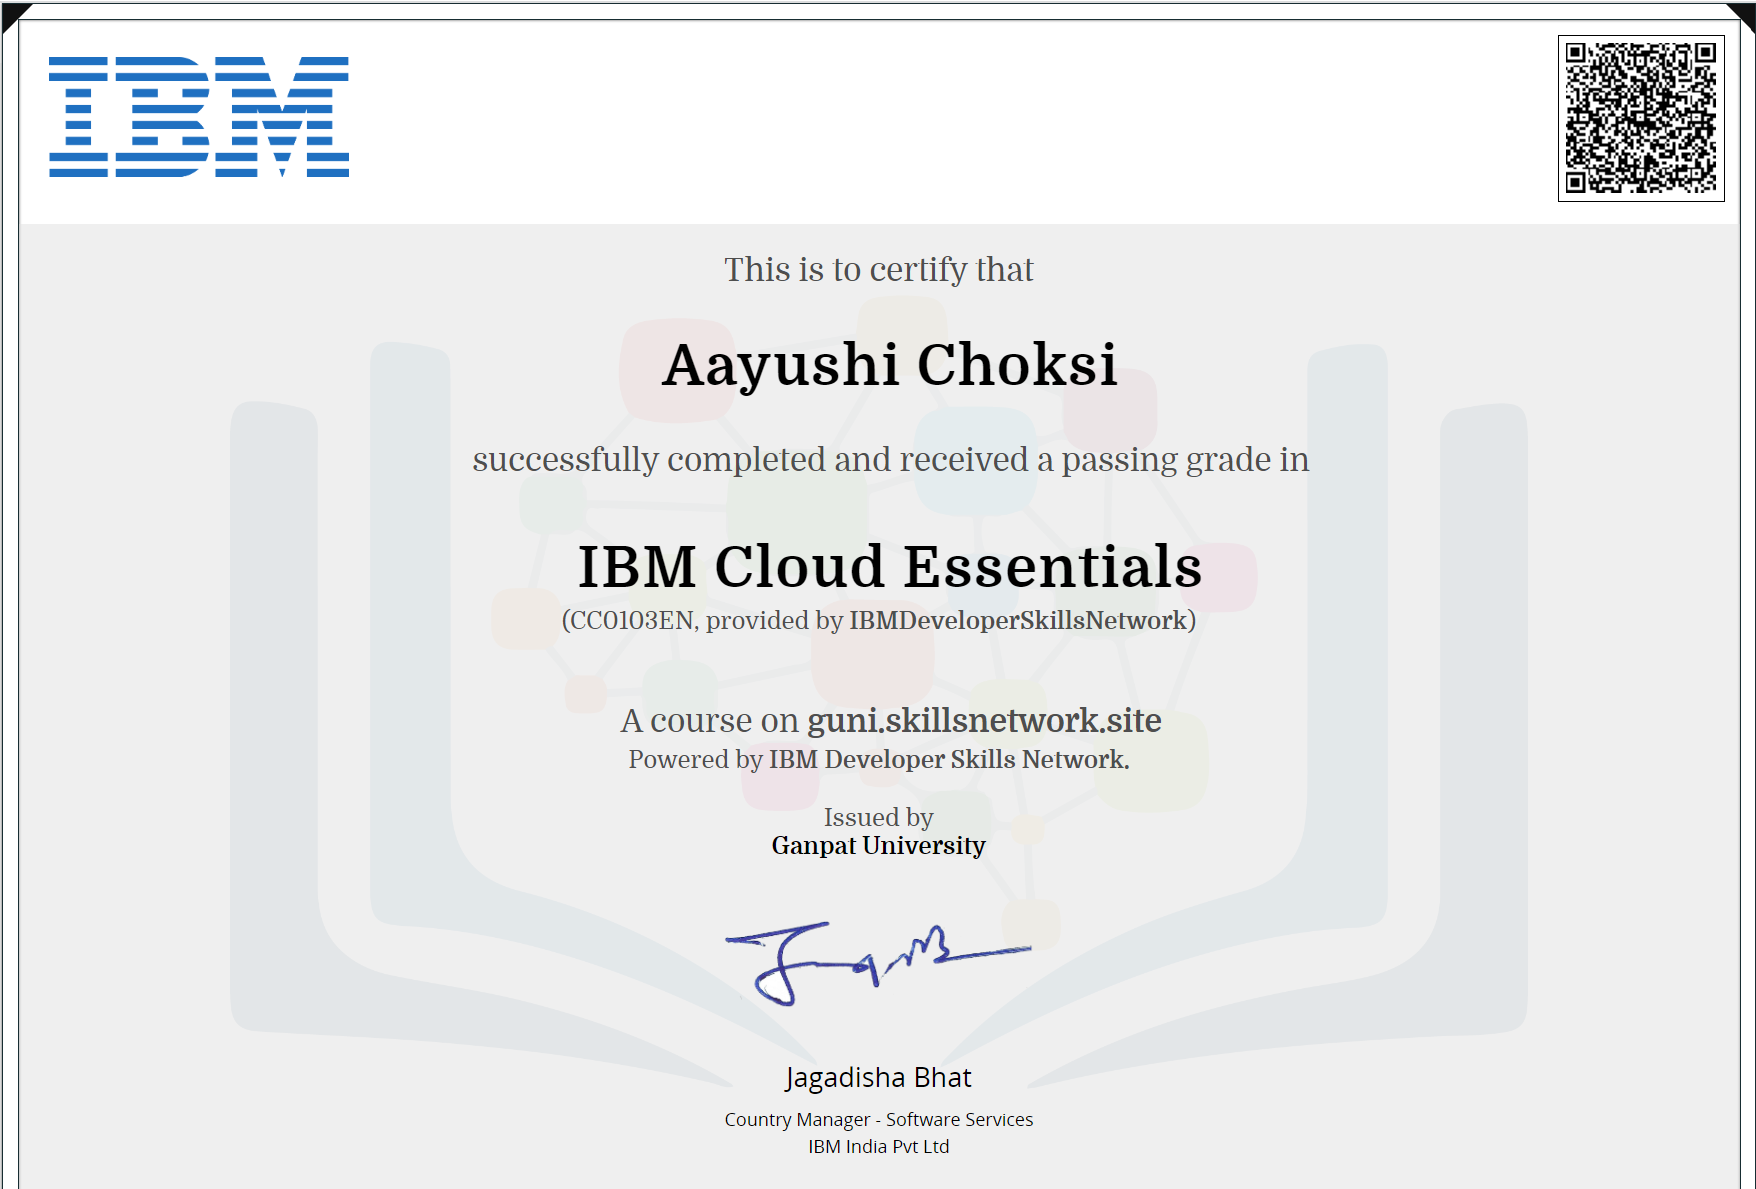 IBM
This is to certify that
Aayushi Choksi
successfully completed and received a passing grade in
IBM Cloud Essentials
(CC0103EN, provided by IBMDeveloperSkillsNetwork)
A course on guni.skillsnetwork.site
Powered by IBM Developer Skills Network.
Issued by
Ganpat University
Jagadisha Bhat
Country Manager - Software Services
IBM India Pvt Ltd